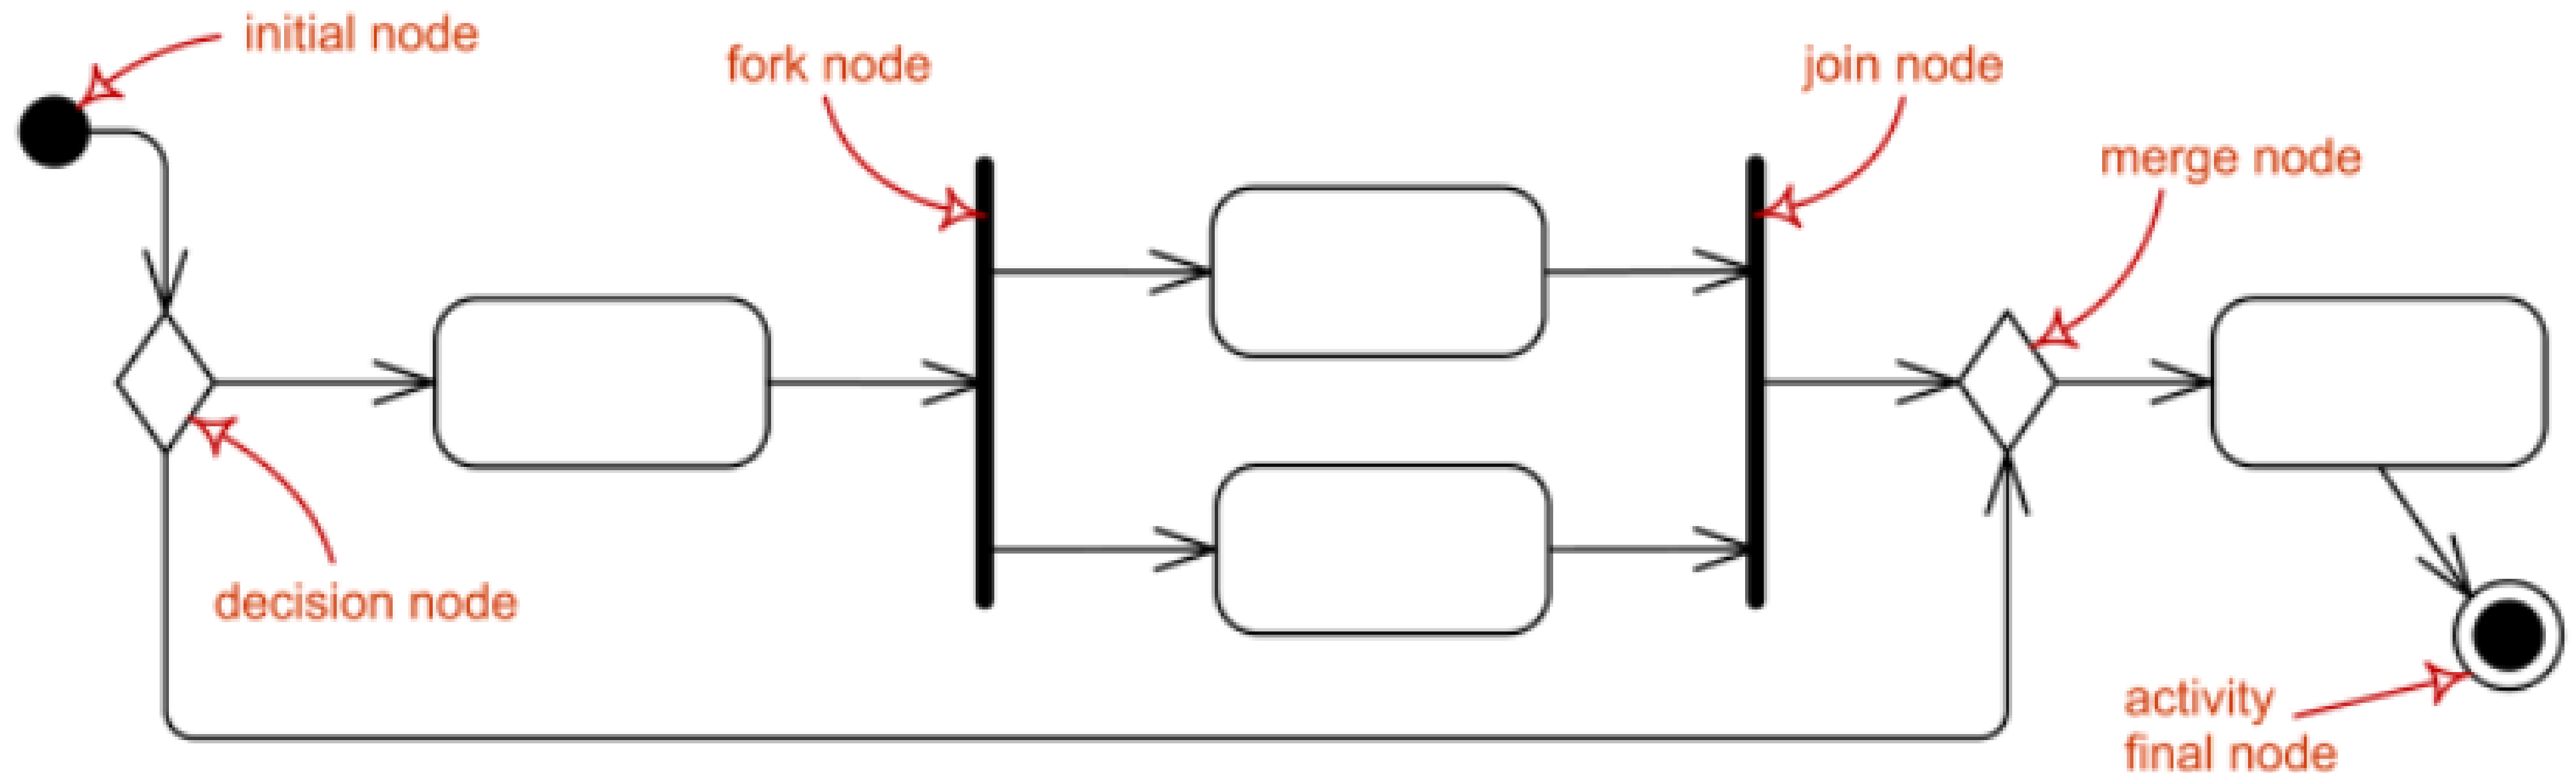 initial node
fork node
join node
merge node
decision node
activity
final node